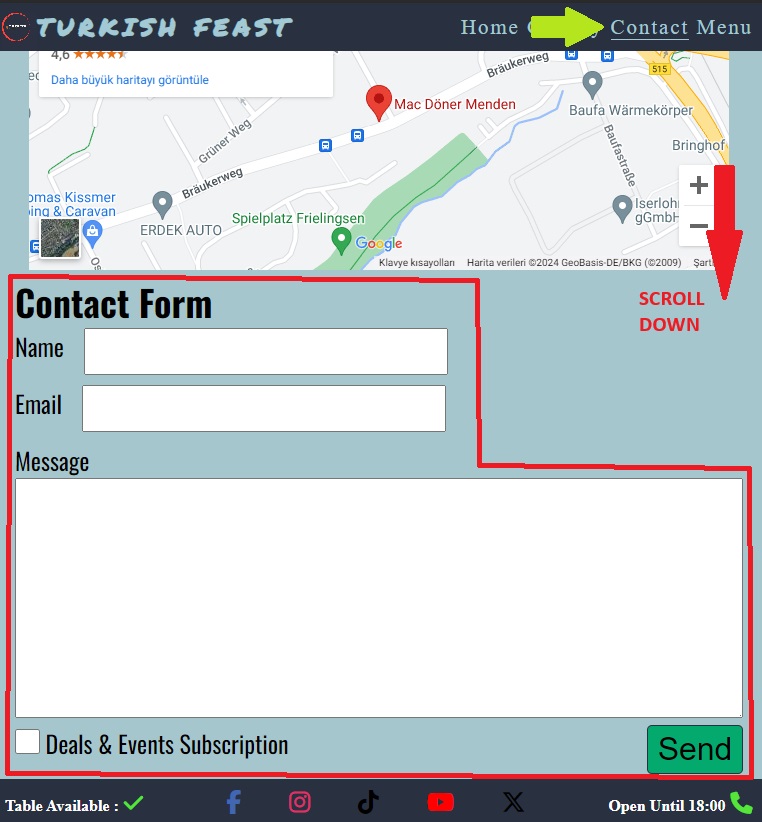 TURKISH FEAST
Home
Contact Menu
4,6
Daha büyük haritayı görüntüle
Bräukerweg
515
Mac Döner Menden
Baufa Wärmekörper
Grüner Weg
Baufastraße
Bringhof
Bräukerweg
omas Kissmer
ing & Caravan
ERDEK AUTO
Spielplatz Frielingsen
Iserlohn
gGmbH
Google
Klavye kısayolları
Harita verileri ©2024 GeoBasis-DE/BKG (©2009)
Şart
SCROLL
DOWN
Contact Form
Name
Email
Message
Deals & Events Subscription
Send
Table Available :
Open Until 18:00